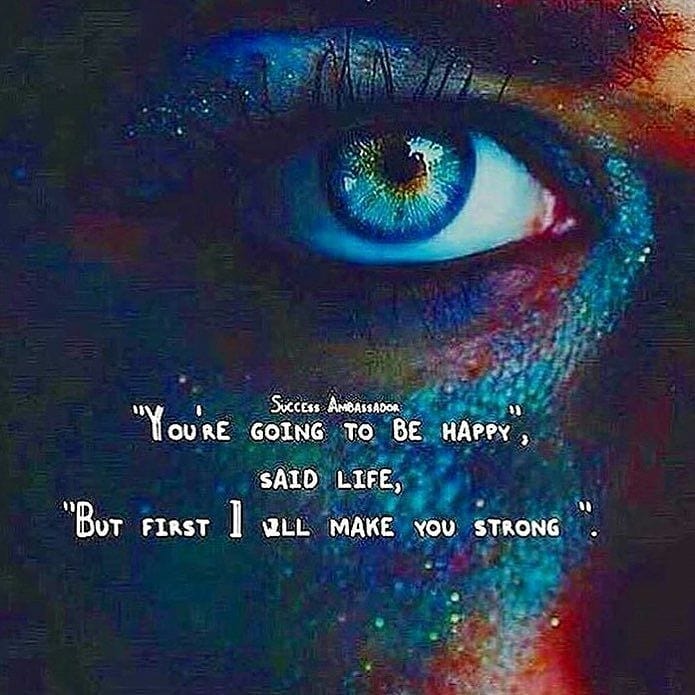 Success Ambassador
"You're going to be happy",
said life,
"But first I will make you strong ".